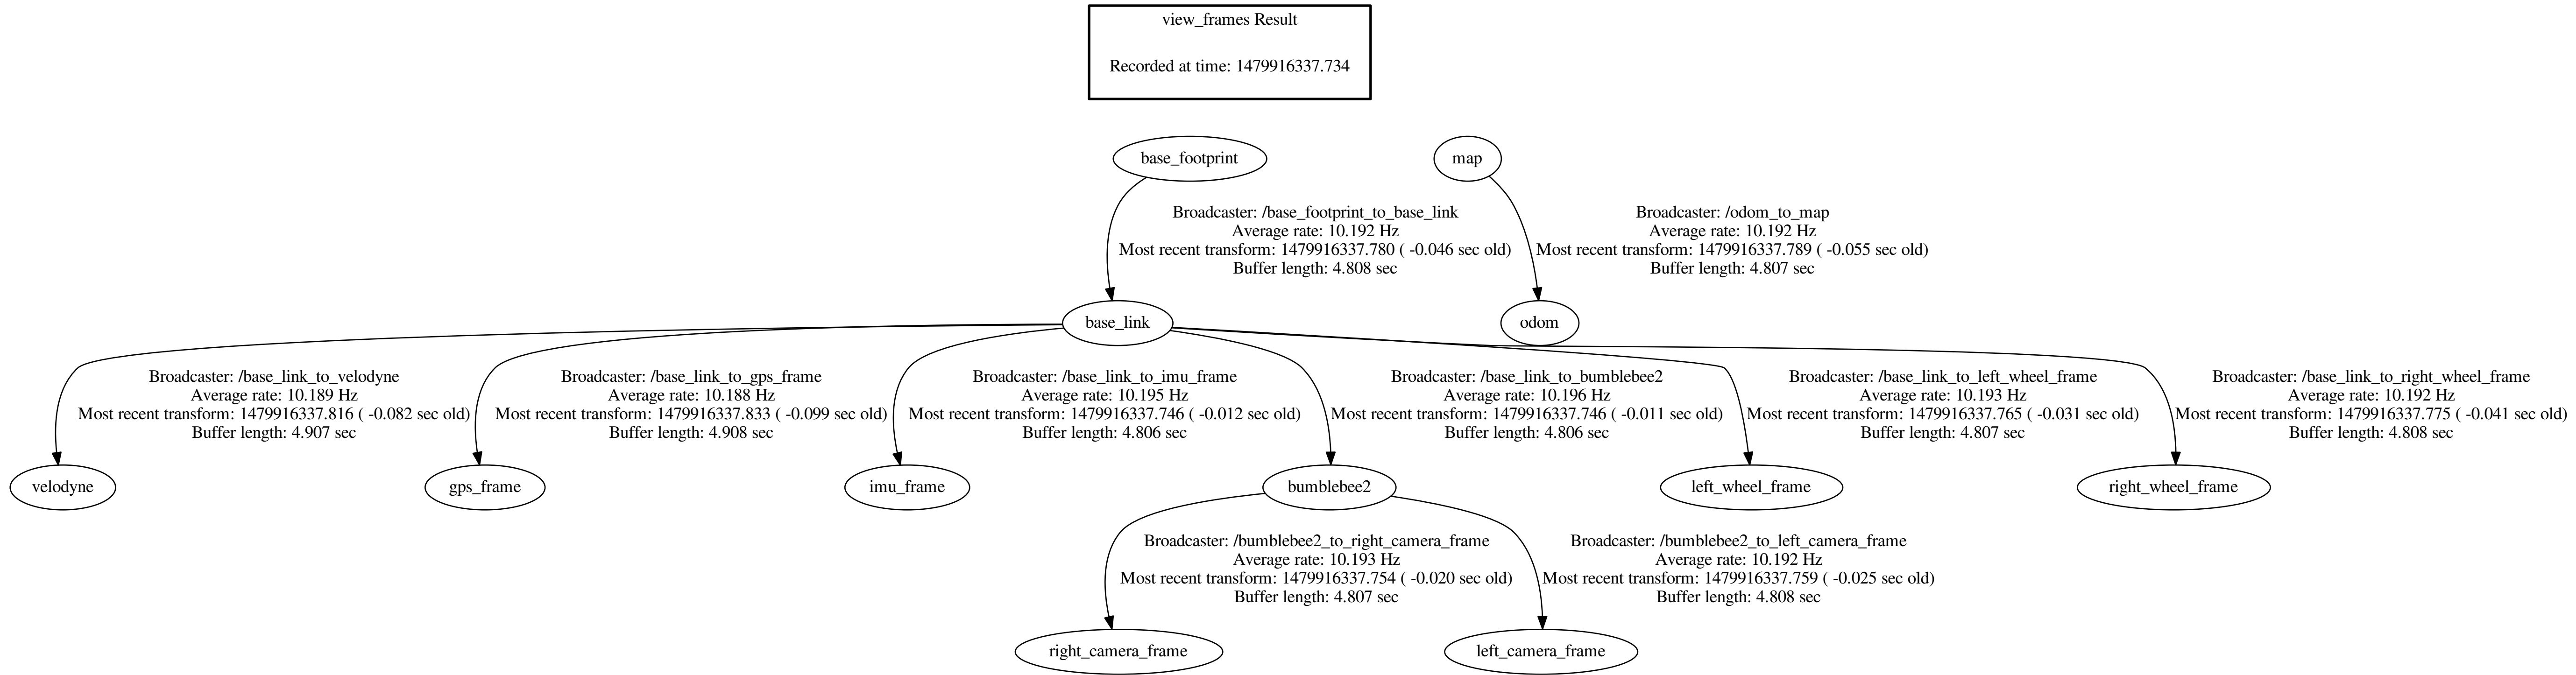 view_frames Result
Recorded at time: 1479916337.734
base_footprint
map
Broadcaster: /base_footprint_to_base_link
Average rate: 10.192 Hz
Most recent transform: 1479916337.780 ( -0.046 sec old)
Buffer length: 4.808 sec
Broadcaster: /odom_to_map
Average rate: 10.192 Hz
Most recent transform: 1479916337.789 ( -0.055 sec old)
Buffer length: 4.807 sec
base_link
odom
Broadcaster: /base_link_to_velodyne
Average rate: 10.189 Hz
Most recent transform: 1479916337.816 ( -0.082 sec old)
Buffer length: 4.907 sec
Broadcaster: /base_link_to_gps_frame
Average rate: 10.188 Hz
Most recent transform: 1479916337.833 ( -0.099 sec old)
Buffer length: 4.908 sec
Broadcaster: /base_link_to_imu_frame
Average rate: 10.195 Hz
Most recent transform: 1479916337.746 ( -0.012 sec old)
Buffer length: 4.806 sec
Broadcaster: /base_link_to_bumblebee2
Average rate: 10.196 Hz
Most recent transform: 1479916337.746 ( -0.011 sec old)
Buffer length: 4.806 sec
Broadcaster: /base_link_to_left_wheel_frame
Average rate: 10.193 Hz
Most recent transform: 1479916337.765 ( -0.031 sec old)
Buffer length: 4.807 sec
Broadcaster: /base_link_to_right_wheel_frame
Average rate: 10.192 Hz
Most recent transform: 1479916337.775 ( -0.041 sec old)
Buffer length: 4.808 sec
velodyne
gps_frame
imu_frame
bumblebee2
left_wheel_frame
right_wheel_frame
Broadcaster: /bumblebee2_to_right_camera_frame
Average rate: 10.193 Hz
Most recent transform: 1479916337.754 ( -0.020 sec old)
Buffer length: 4.807 sec
Broadcaster: /bumblebee2_to_left_camera_frame
Average rate: 10.192 Hz
Most recent transform: 1479916337.759 ( -0.025 sec old)
Buffer length: 4.808 sec
right_camera_frame
left_camera_frame